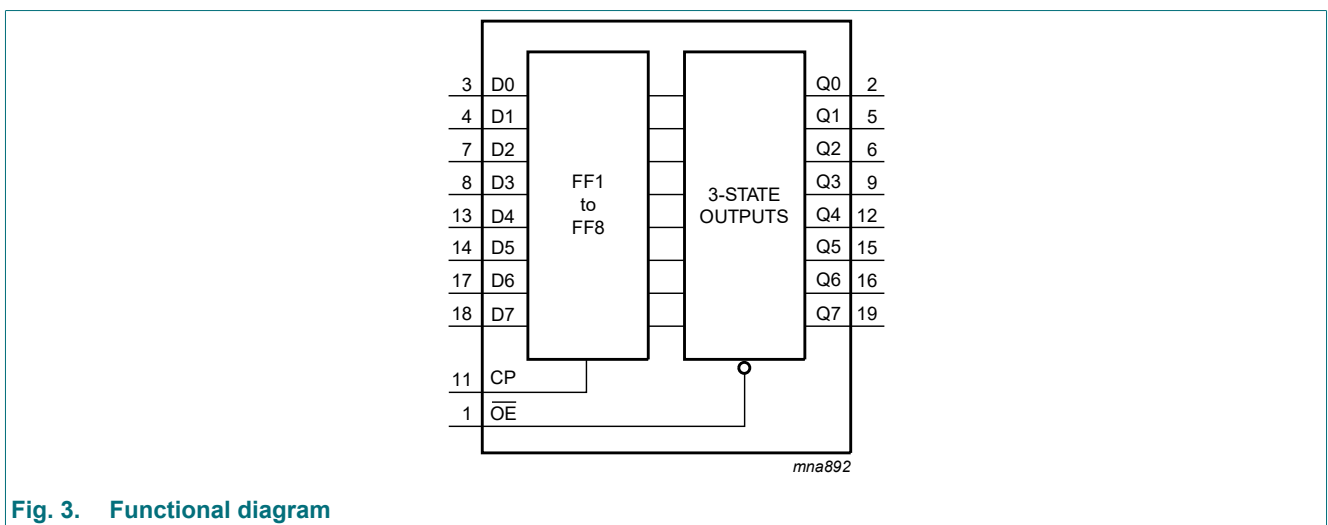 3 D0 Q0 2
4 D1 Q1 5
7 D2 Q2 6
8 D3 Q3 9
FF1
to
FF8
3-STATE
OUTPUTS
13 D4 Q4 12
14 D5 Q5 15
17 D6 Q6 16
18 D7 Q7 19
11 CP
1 O̅E̅
mna892
Fig. 3. Functional diagram